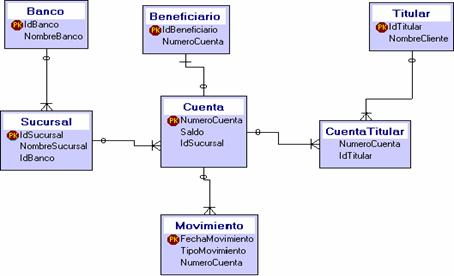 Banco
PK IdBanco
NombreBanco
Beneficiario
PK IdBeneficiario
NumeroCuenta
Titular
PK IdTitular
NombreCliente
Sucursal
PK IdSucursal
NombreSucursal
IdBanco
Cuenta
PK NumeroCuenta
Saldo
IdSucursal
CuentaTitular
NumeroCuenta
IdTitular
Movimiento
PK FechaMovimiento
TipoMovimiento
NumeroCuenta